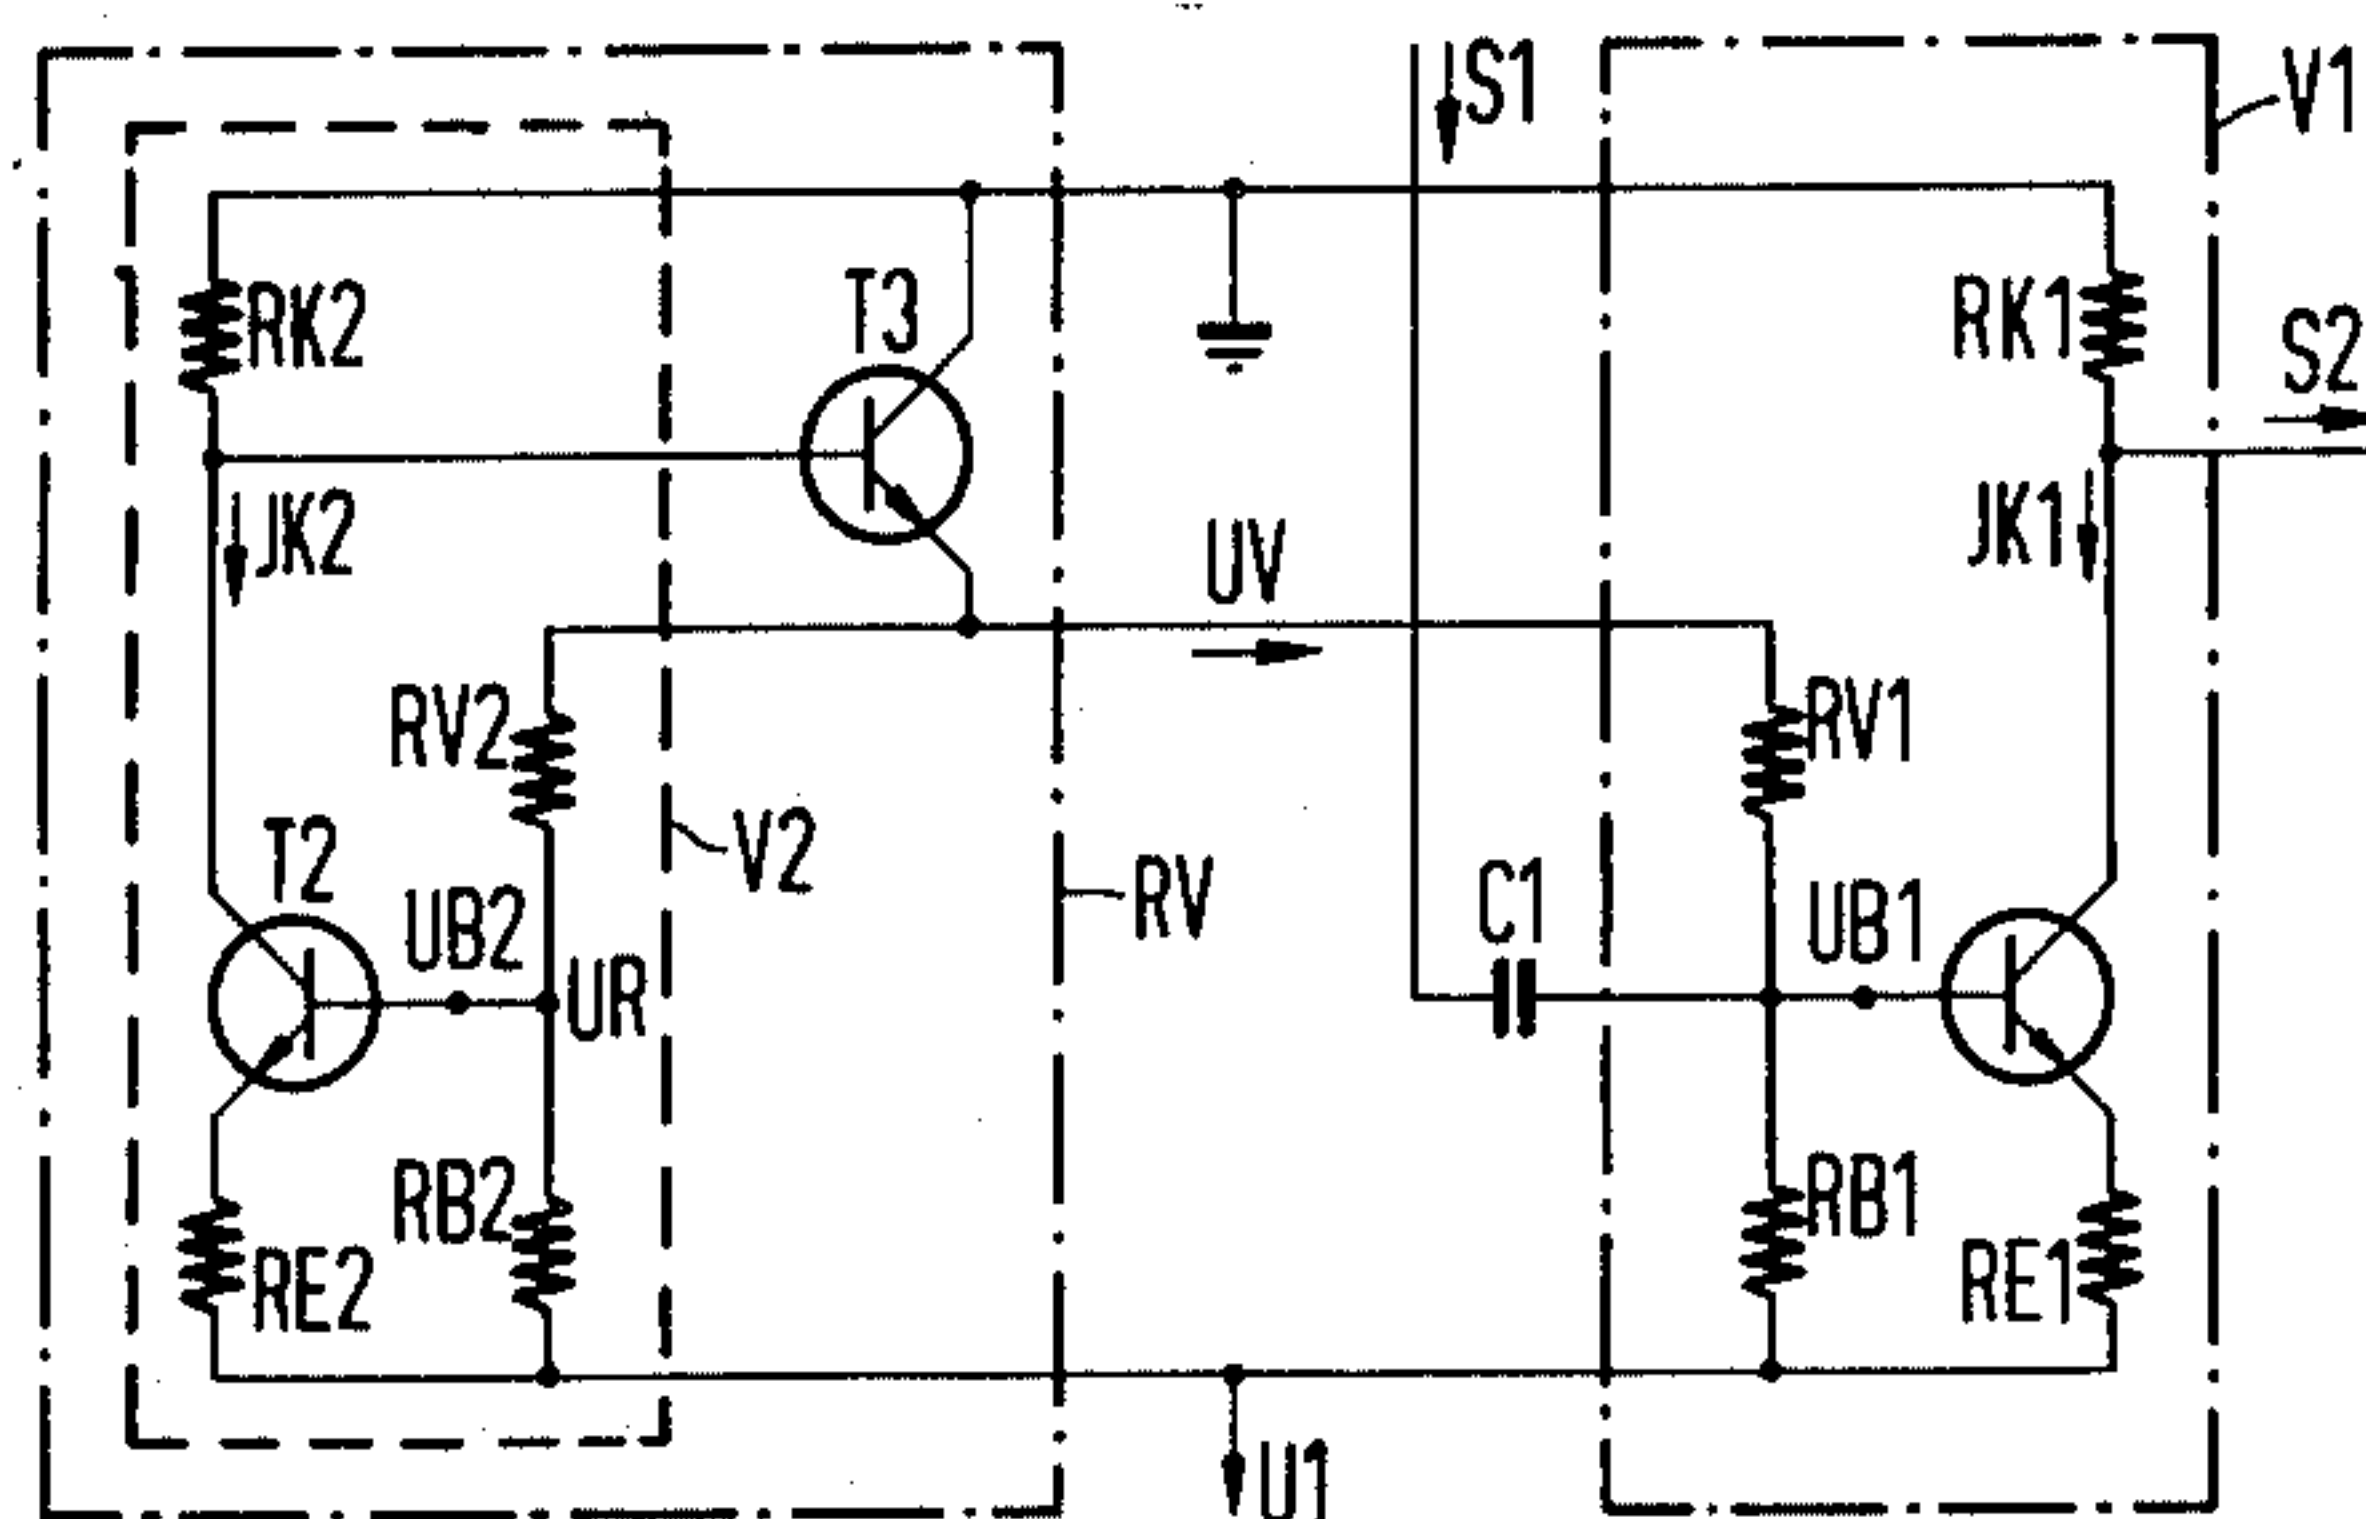 S1
V1
RK2
T3
RK1
S2
JK2
UV
JK1
RV2
RV1
T2
V2
UB2
RV
C1
UB1
UR
RB2
RB1
RE2
RE1
U1